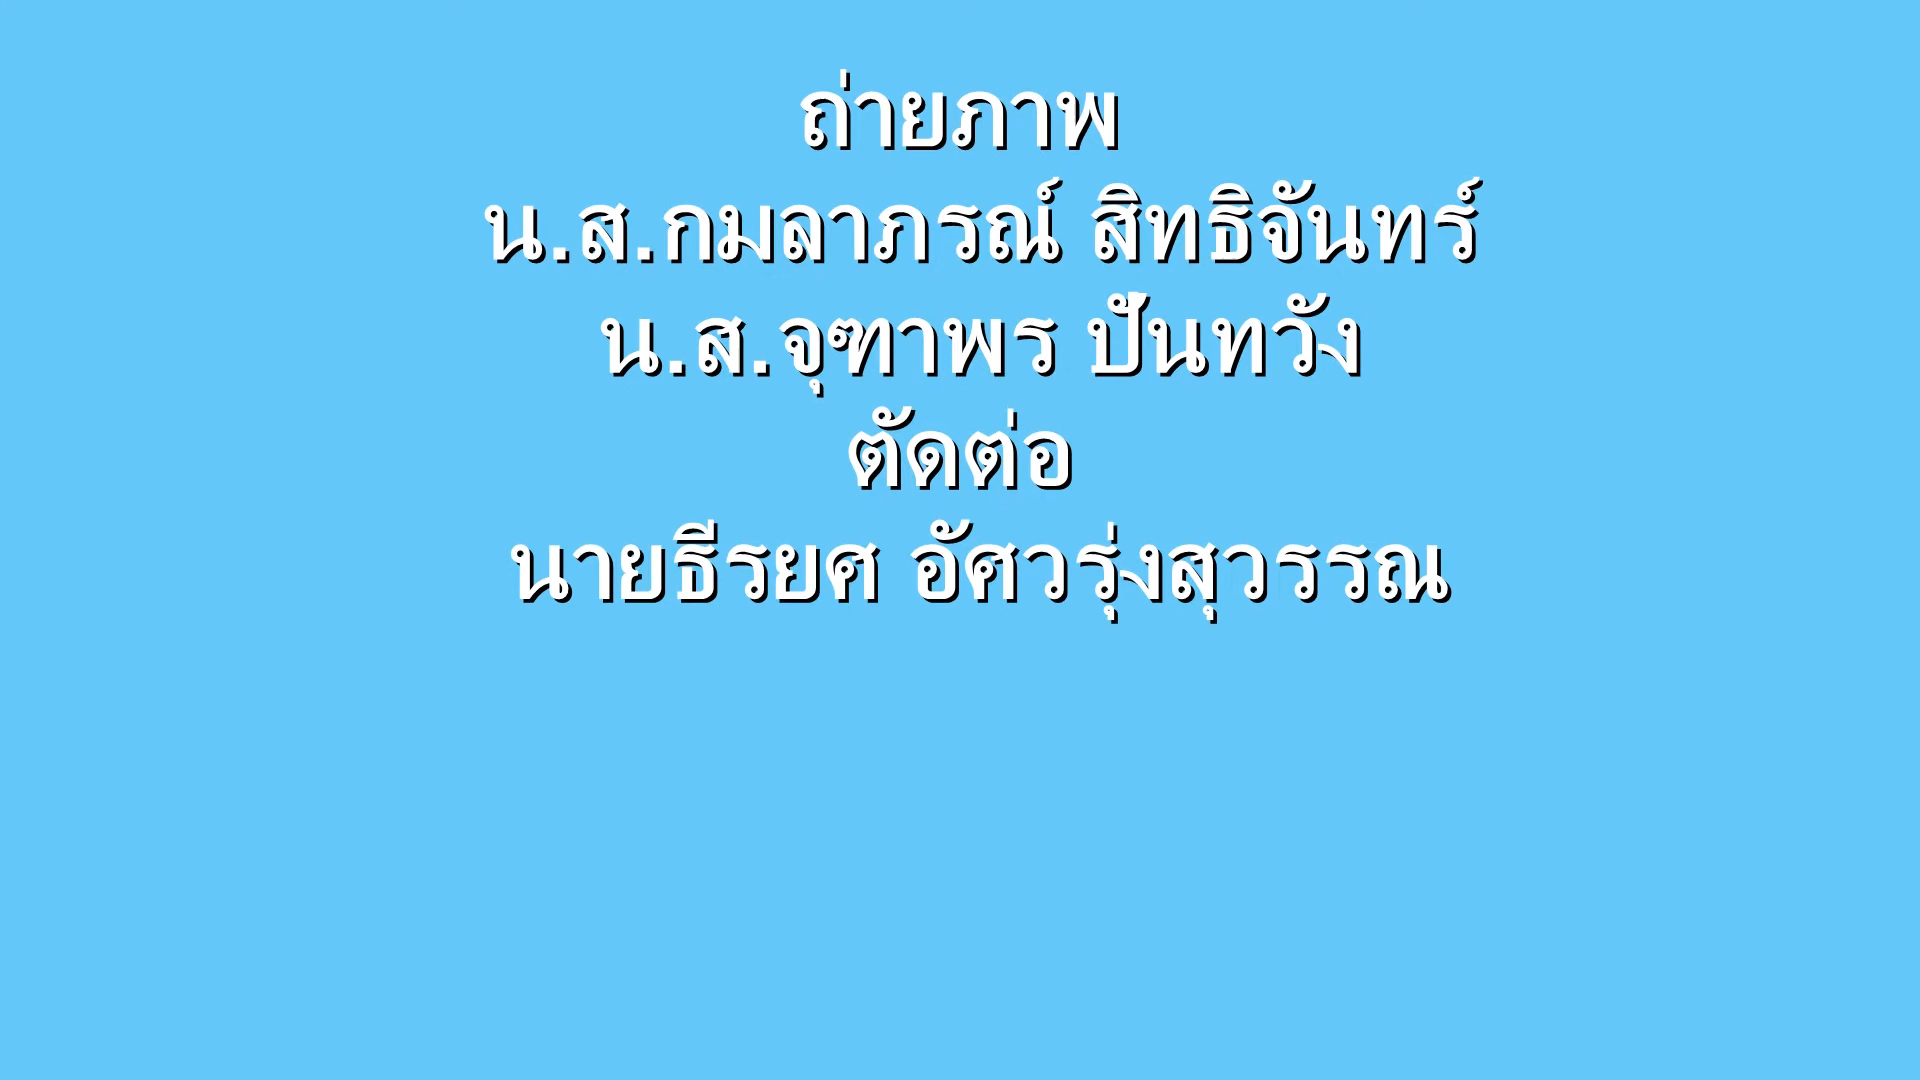 ถ่ายภาพ
น.ส.กมลาภรณ์ สิทธิจันทร์
น.ส.จุฑาพร ปันทวัง
ตัดต่อ
นายธีรยศ อัศวรุ่งสุวรรณ